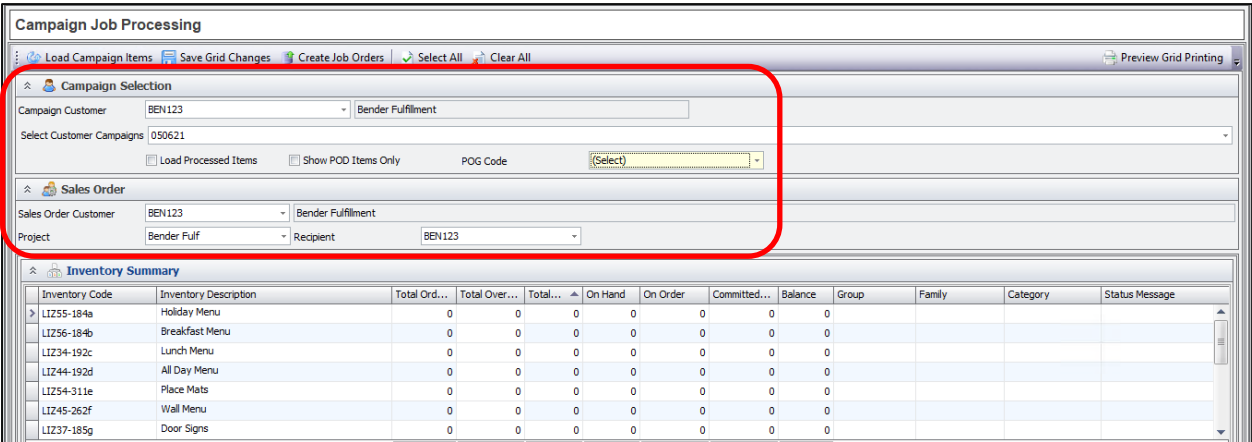 Campaign Job Processing
Load Campaign Items Save Grid Changes Create Job Orders Select All Clear All Preview Grid Printing
Campaign Selection
Campaign Customer BEN123 Bender Fulfillment
Select Customer Campaigns 050621
Load Processed Items Show POD Items Only POG Code (Select)
Sales Order
Sales Order Customer BEN123 Bender Fulfillment
Project Bender Fulf Recipient BEN123
Inventory Summary
Inventory Code Inventory Description Total Ord... Total Over... Total... On Hand On Order Committed... Balance Group Family Category Status Message
LIZ55-184a Holiday Menu 0 0 0 0 0 0 0
LIZ56-184b Breakfast Menu 0 0 0 0 0 0 0
LIZ34-192c Lunch Menu 0 0 0 0 0 0 0
LIZ44-192d All Day Menu 0 0 0 0 0 0 0
LIZ54-311e Place Mats 0 0 0 0 0 0 0
LIZ45-262f Wall Menu 0 0 0 0 0 0 0
LIZ37-185g Door Signs 0 0 0 0 0 0 0